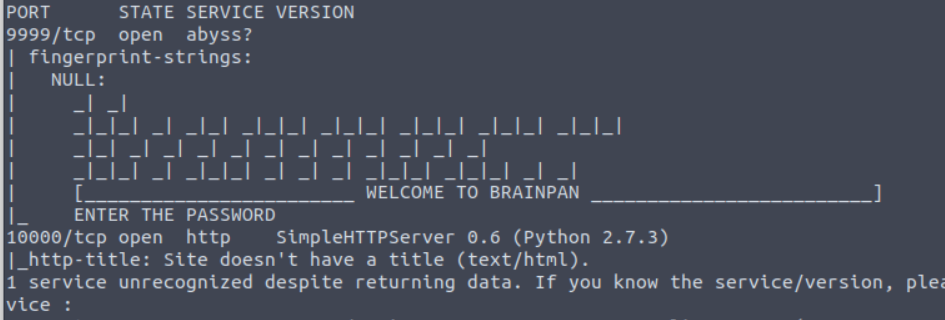 PORT      STATE SERVICE VERSION
9999/tcp  open  abyss?
| fingerprint-strings:
|   NULL:
|     _| _|
|     _|_|_| _| _|_| _|_|_| _|_|_| _|_|_| _|_|_| _|_|_|
|     _|_| _| _| _| _| _| _| _| _| _| _|
|     _|_|_| _| _|_|_| _| _| _| _|_|_| _|_|_| _| _|
|     [________________________ WELCOME TO BRAINPAN _________________________]
|_    ENTER THE PASSWORD
10000/tcp open  http    SimpleHTTPServer 0.6 (Python 2.7.3)
|_http-title: Site doesn't have a title (text/html).
1 service unrecognized despite returning data. If you know the service/version, plea
vice :